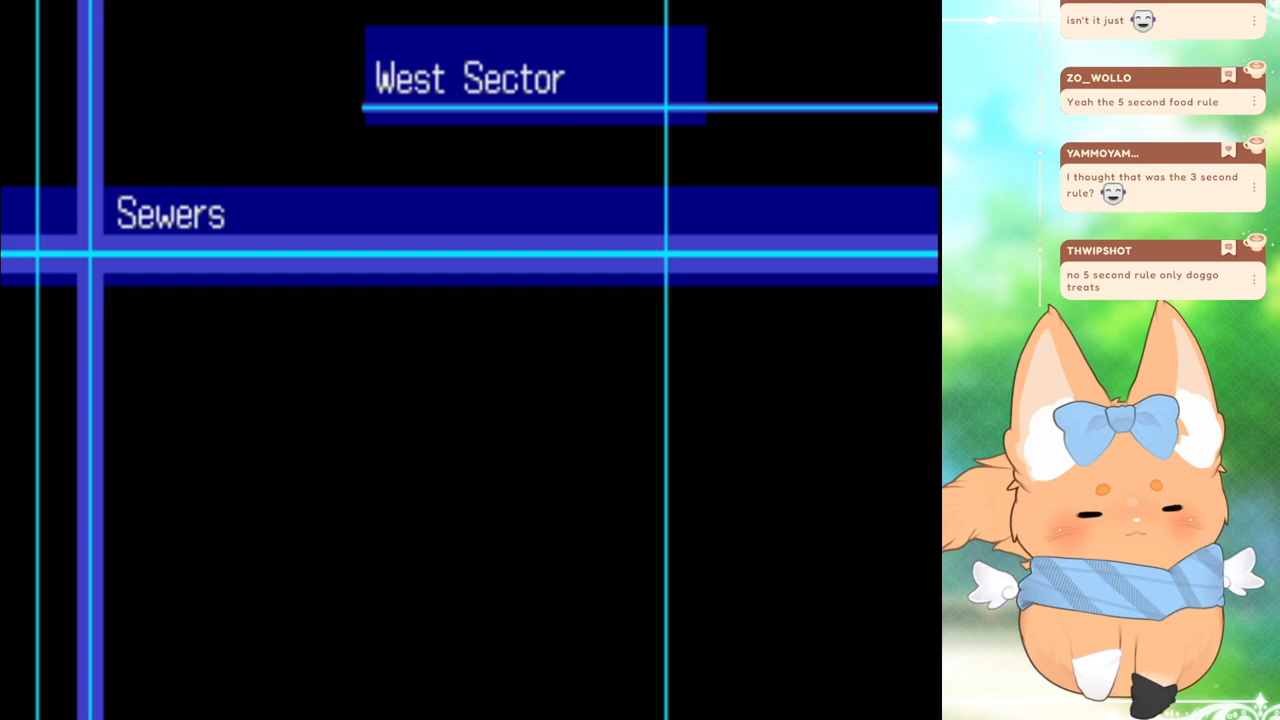 West Sector
Sewers
isn't it just
ZO_WOLLO
Yeah the 5 second food rule
YAMMOYAM...
I thought that was the 3 second
rule?
THWIPSHOT
no 5 second rule only doggo
treats